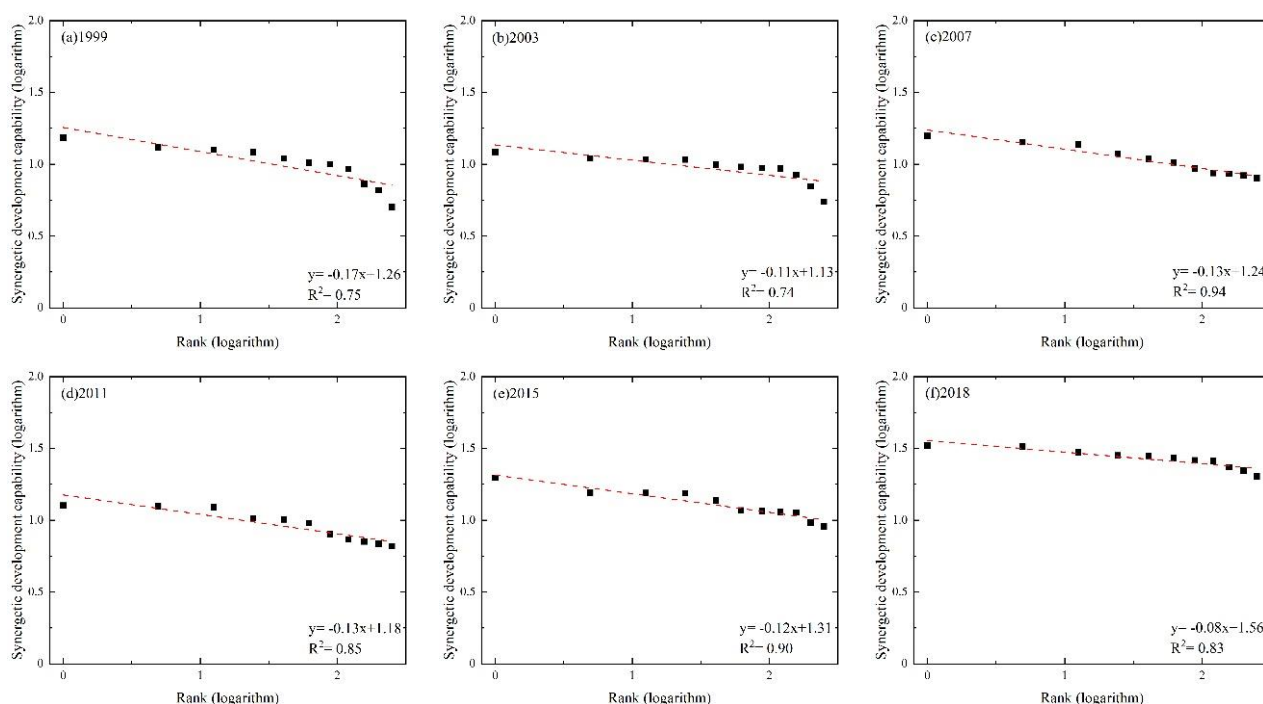 (a)1999
2.0
1.5
1.0
0.5
0
0
1
2
Synergetic development capability (logarithm)
Rank (logarithm)
y= -0.17x−1.26
R²− 0.75
(b)2003
2.0
1.5
1.0
0.5
0
0
1
2
Synergetic development capability (logarithm)
Rank (logarithm)
y− -0.11x+1.13
R²− 0.74
(c)2007
2.0
1.5
1.0
0.5
0
0
1
2
Synergetic development capability (logarithm)
Rank (logarithm)
y= -0.13x−1.24
R²= 0.94
(d)2011
2.0
1.5
1.0
0.5
0
0
1
2
Synergetic development capability (logarithm)
Rank (logarithm)
y= -0.13x+1.18
R²= 0.85
(e)2015
2.0
1.5
1.0
0.5
0
0
1
2
Synergetic development capability (logarithm)
Rank (logarithm)
y= -0.12x+1.31
R²= 0.90
(f)2018
2.0
1.5
1.0
0.5
0
0
1
2
Synergetic development capability (logarithm)
Rank (logarithm)
y− -0.08x−1.56
R²= 0.83